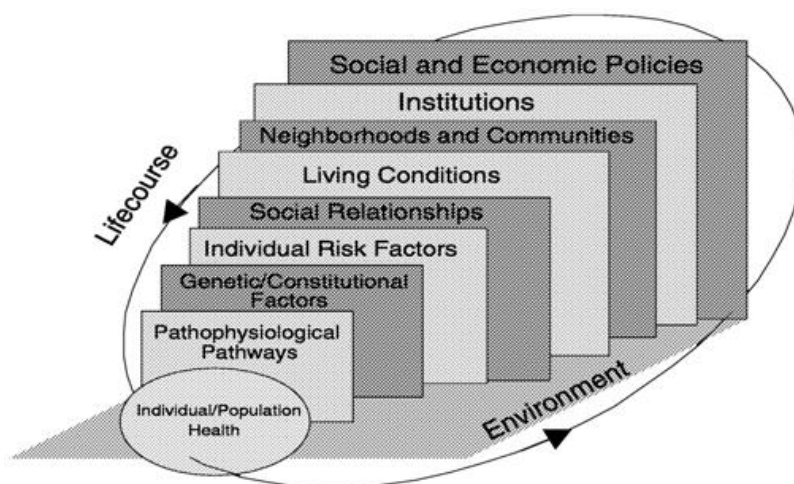 Social and Economic Policies
Institutions
Neighborhoods and Communities
Living Conditions
Social Relationships
Individual Risk Factors
Genetic/Constitutional
Factors
Pathophysiological
Pathways
Individual/Population
Health
Lifecourse
Environment